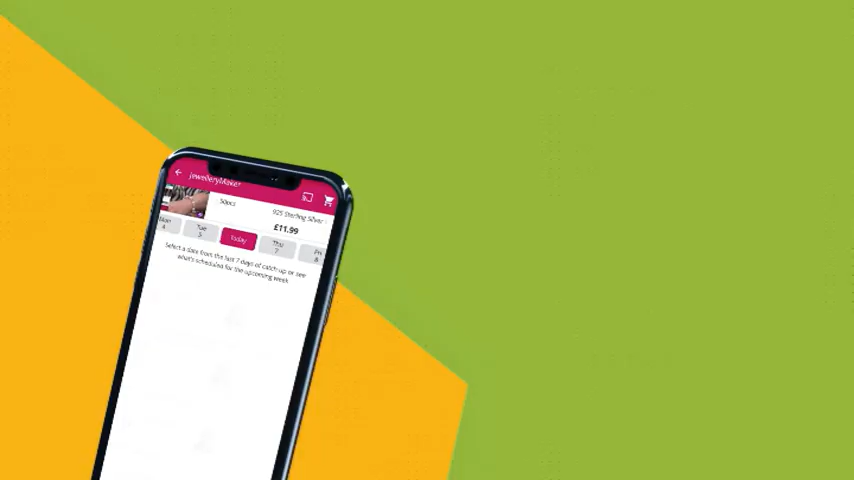 JewelleryMaker
50pcs
925 Sterling Silver
£11.99
Mon 4
Tue 5
Today
Thu 7
Fri 8
Select a date from the last 7 days of catch-up or see
what's scheduled for the upcoming week